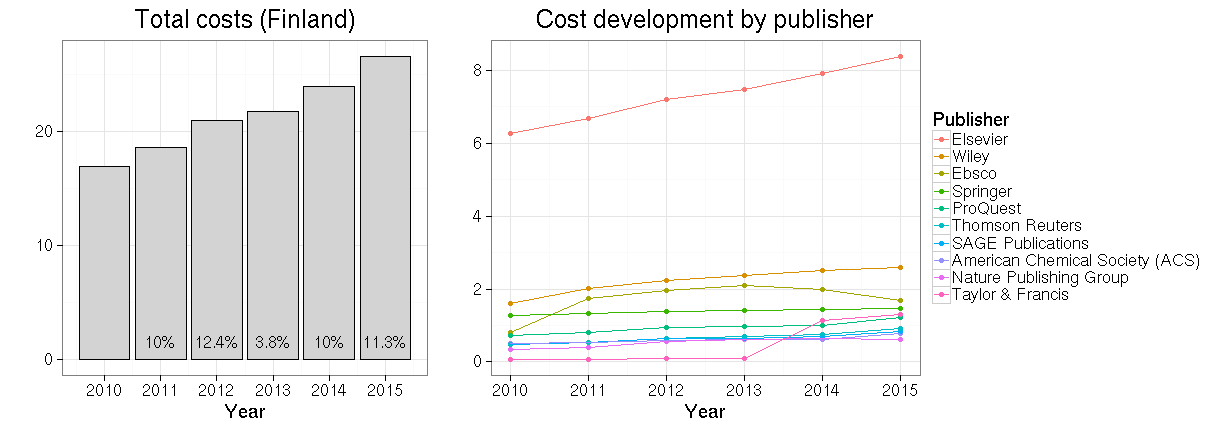 Total costs (Finland)
20
10
0
10%
12.4%
3.8%
10%
11.3%
2010
2011
2012
2013
2014
2015
Year
Cost development by publisher
8
6
4
2
0
2010
2011
2012
2013
2014
2015
Year
Publisher
Elsevier
Wiley
Ebsco
Springer
ProQuest
Thomson Reuters
SAGE Publications
American Chemical Society (ACS)
Nature Publishing Group
Taylor & Francis